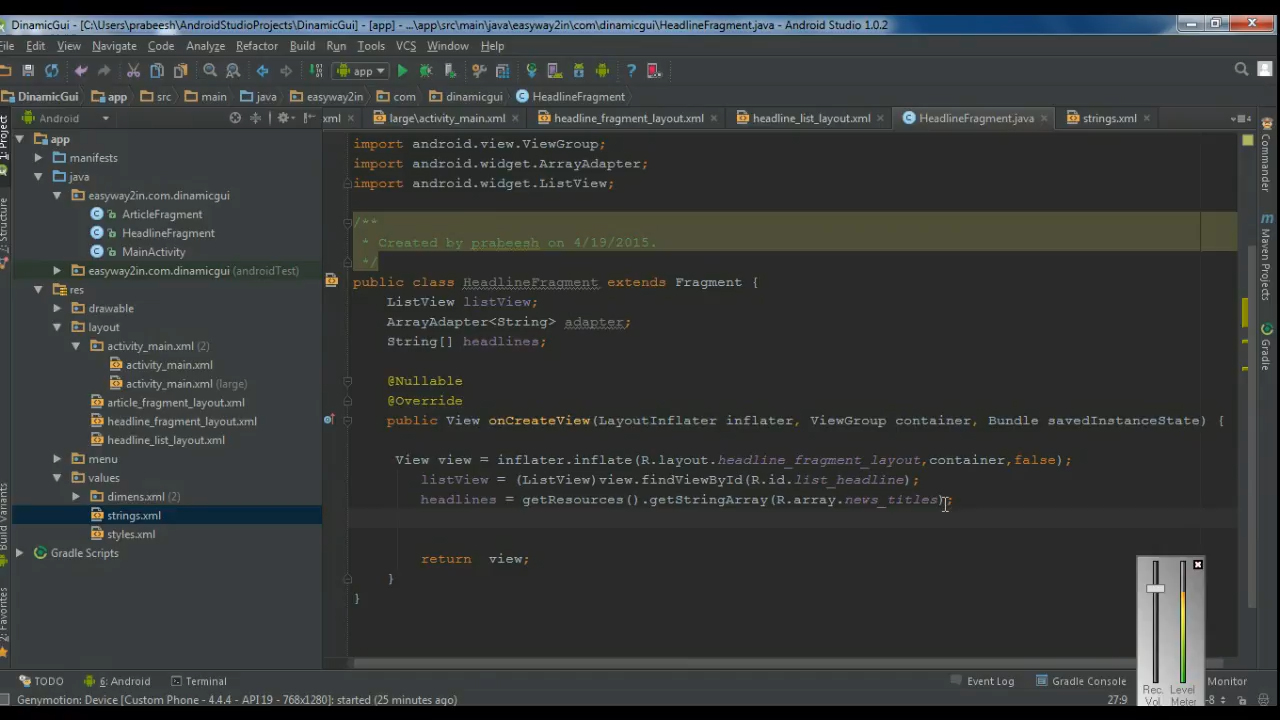 DinamicGui - [C:\Users\prabeesh\AndroidStudioProjects\DinamicGui] - [app] - ...\app\src\main\java\easyway2in\com\dinamicgui\HeadlineFragment.java - Android Studio 1.0.2
File Edit View Navigate Code Analyze Refactor Build Run Tools VCS Window Help
app
DinamicGui app src main java easyway2in com dinamicgui HeadlineFragment
Android
xml large\activity_main.xml headline_fragment_layout.xml headline_list_layout.xml HeadlineFragment.java strings.xml
1: Project
Structure
Build Variants
2: Favorites
app
manifests
java
easyway2in.com.dinamicgui
ArticleFragment
HeadlineFragment
MainActivity
easyway2in.com.dinamicgui (androidTest)
res
drawable
layout
activity_main.xml (2)
activity_main.xml
activity_main.xml (large)
article_fragment_layout.xml
headline_fragment_layout.xml
headline_list_layout.xml
menu
values
dimens.xml (2)
strings.xml
styles.xml
Gradle Scripts
import android.view.ViewGroup;
import android.widget.ArrayAdapter;
import android.widget.ListView;
/**
* Created by prabeesh on 4/19/2015.
*/
public class HeadlineFragment extends Fragment {
ListView listView;
ArrayAdapter<String> adapter;
String[] headlines;
@Nullable
@Override
public View onCreateView(LayoutInflater inflater, ViewGroup container, Bundle savedInstanceState) {
View view = inflater.inflate(R.layout.headline_fragment_layout,container,false);
listView = (ListView)view.findViewById(R.id.list_headline);
headlines = getResources().getStringArray(R.array.news_titles);
return view;
}
}
Commander
Maven Projects
Gradle
Rec. Level
Vol. Meter
TODO 6: Android Terminal Event Log Gradle Console Monitor
Genymotion: Device [Custom Phone - 4.4.4 - API 19 - 768x1280]: started (25 minutes ago) 27:9 -8